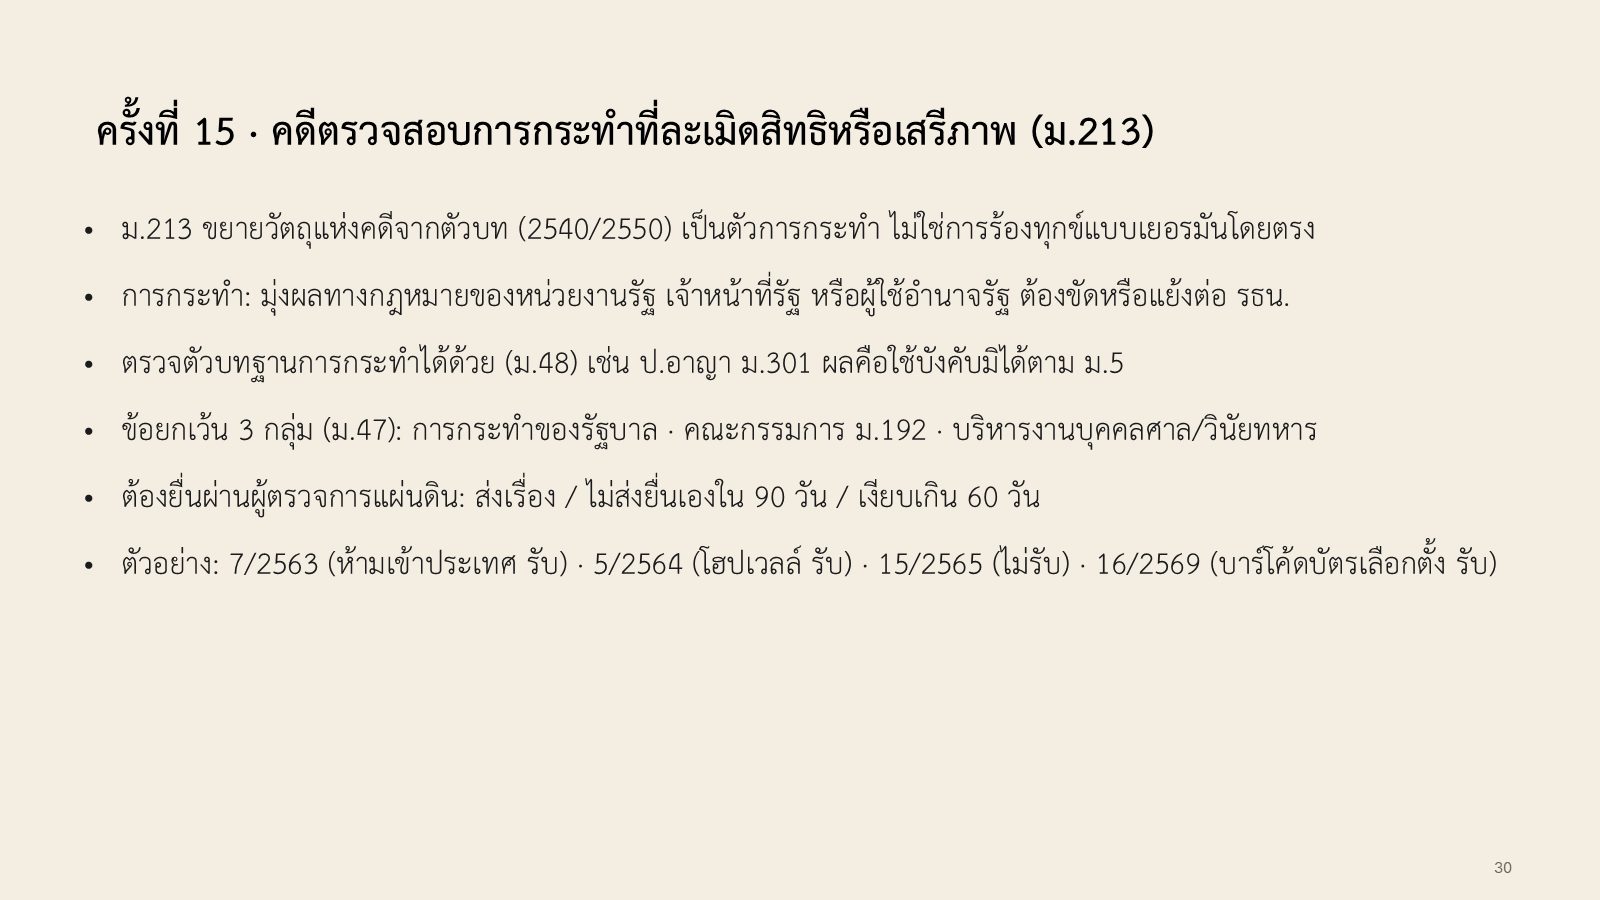 ครั้งที่ 15 · คดีตรวจสอบการกระทำที่ละเมิดสิทธิหรือเสรีภาพ (ม.213)
• ม.213 ขยายวัตถุแห่งคดีจากตัวบท (2540/2550) เป็นตัวการกระทำ ไม่ใช่การร้องทุกข์แบบเยอรมันโดยตรง
• การกระทำ: มุ่งผลทางกฎหมายของหน่วยงานรัฐ เจ้าหน้าที่รัฐ หรือผู้ใช้อำนาจรัฐ ต้องขัดหรือแย้งต่อ รธน.
• ตรวจตัวบทฐานการกระทำได้ด้วย (ม.48) เช่น ป.อาญา ม.301 ผลคือใช้บังคับมิได้ตาม ม.5
• ข้อยกเว้น 3 กลุ่ม (ม.47): การกระทำของรัฐบาล · คณะกรรมการ ม.192 · บริหารงานบุคคลศาล/วินัยทหาร
• ต้องยื่นผ่านผู้ตรวจการแผ่นดิน: ส่งเรื่อง / ไม่ส่งยื่นเองใน 90 วัน / เงียบเกิน 60 วัน
• ตัวอย่าง: 7/2563 (ห้ามเข้าประเทศ รับ) · 5/2564 (โฮปเวลล์ รับ) · 15/2565 (ไม่รับ) · 16/2569 (บาร์โค้ดบัตรเลือกตั้ง รับ)
30